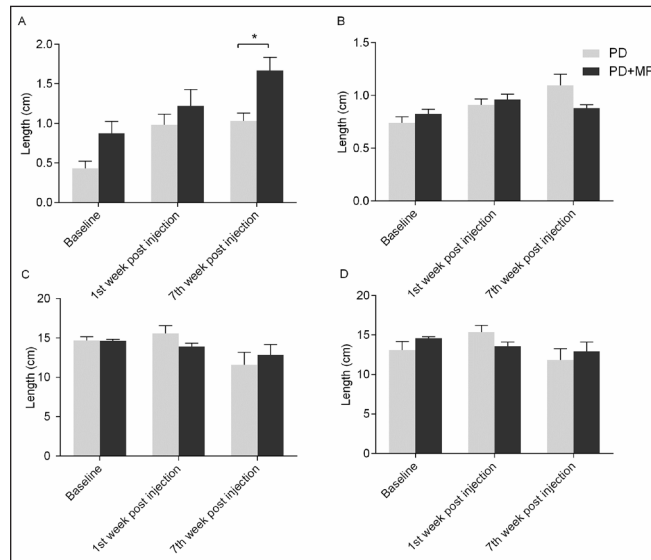 A
2.0
1.5
1.0
0.5
0.0
Length (cm)
*
Baseline
1st week post injection
7th week post injection
B
1.5
1.0
0.5
0.0
Length (cm)
PD
PD+MF
Baseline
1st week post injection
7th week post injection
C
20
15
10
5
0
Length (cm)
Baseline
1st week post injection
7th week post injection
D
20
15
10
5
0
Length (cm)
Baseline
1st week post injection
7th week post injection